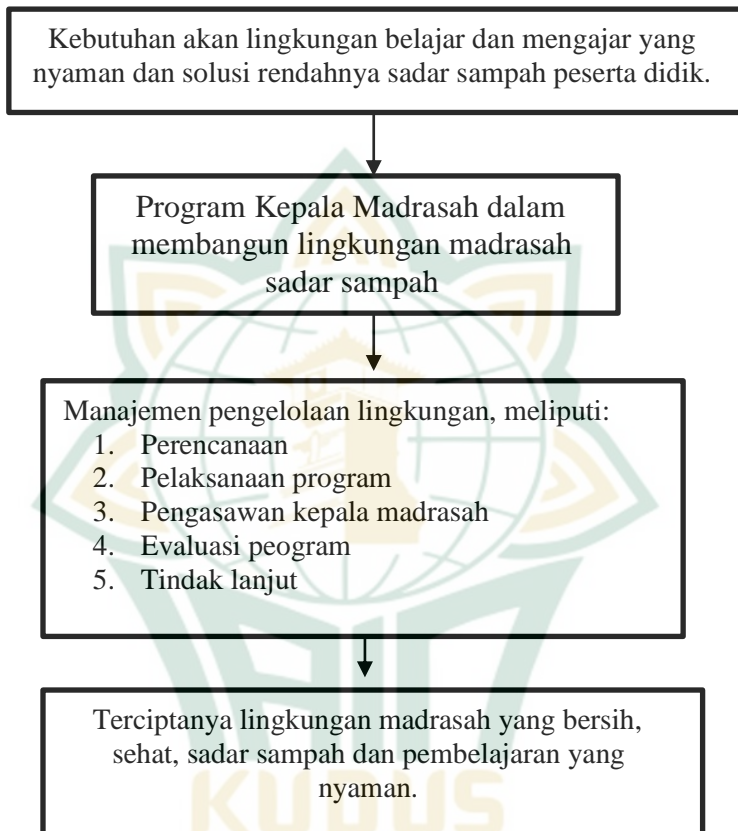 Kebutuhan akan lingkungan belajar dan mengajar yang
nyaman dan solusi rendahnya sadar sampah peserta didik.
Program Kepala Madrasah dalam
membangun lingkungan madrasah
sadar sampah
Manajemen pengelolaan lingkungan, meliputi:
1. Perencanaan
2. Pelaksanaan program
3. Pengasawan kepala madrasah
4. Evaluasi peogram
5. Tindak lanjut
Terciptanya lingkungan madrasah yang bersih,
sehat, sadar sampah dan pembelajaran yang
nyaman.
IAIN
KUDUS